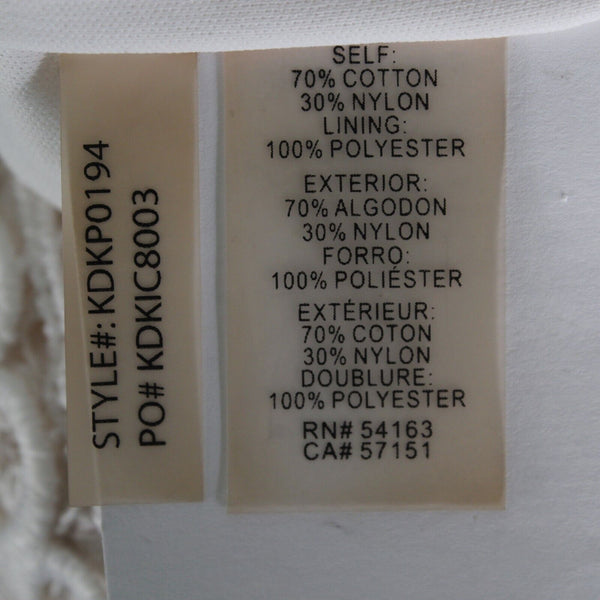 STYLE#: KDKP0194
PO# KDKIC8003
SELF:
70% COTTON
30% NYLON
LINING:
100% POLYESTER
EXTERIOR:
70% ALGODON
30% NYLON
FORRO:
100% POLIÉSTER
EXTÉRIEUR:
70% COTON
30% NYLON
DOUBLURE:
100% POLYESTER
RN# 54163
CA# 57151